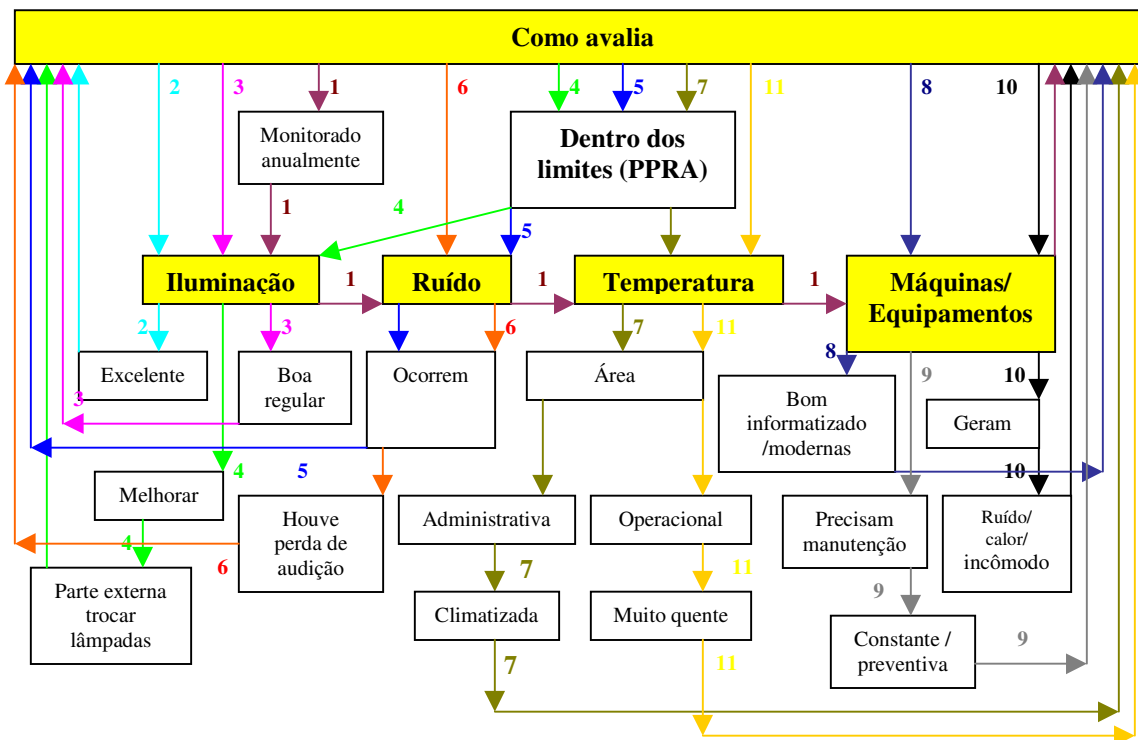 Como avalia
2
3
1
6
4
5
7
11
8
10
Monitorado
anualmente
Dentro dos
limites (PPRA)
1
4
5
Iluminação
1
Ruído
1
Temperatura
1
Máquinas/
Equipamentos
2
3
6
7
11
8
9
10
Excelente
Boa
regular
Ocorrem
Área
Bom
informatizado
/modernas
Geram
3
4
5
10
Melhorar
Houve
perda de
audição
Administrativa
Operacional
Precisam
manutenção
Ruído/
calor/
incômodo
4
6
7
11
9
Parte externa
trocar
lâmpadas
Climatizada
Muito quente
Constante /
preventiva
7
11
9